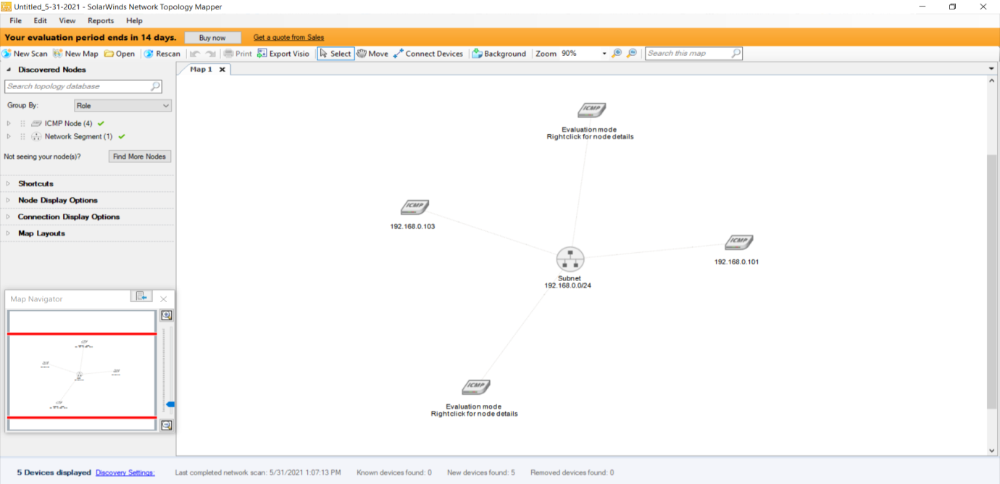 Untitled_5-31-2021 - SolarWinds Network Topology Mapper
File Edit View Reports Help
Your evaluation period ends in 14 days. Buy now Get a quote from Sales
New Scan New Map Open Rescan Print Export Visio Select Move Connect Devices Background Zoom 90% Search this map
Discovered Nodes
Search topology database
Group By: Role
ICMP Node (4)
Network Segment (1)
Not seeing your node(s)? Find More Nodes
Shortcuts
Node Display Options
Connection Display Options
Map Layouts
Map Navigator
Map 1
ICMP
Evaluation mode
Rightclick for node details
ICMP
192.168.0.103
ICMP
192.168.0.101
Subnet
192.168.0.0/24
ICMP
Evaluation mode
Rightclick for node details
5 Devices displayed Discovery Settings: Last completed network scan: 5/31/2021 1:07:13 PM Known devices found: 0 New devices found: 5 Removed devices found: 0